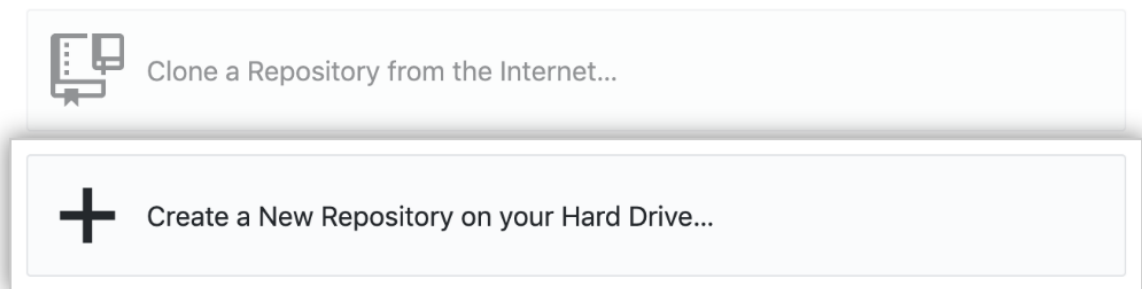 Clone a Repository from the Internet...
Create a New Repository on your Hard Drive...